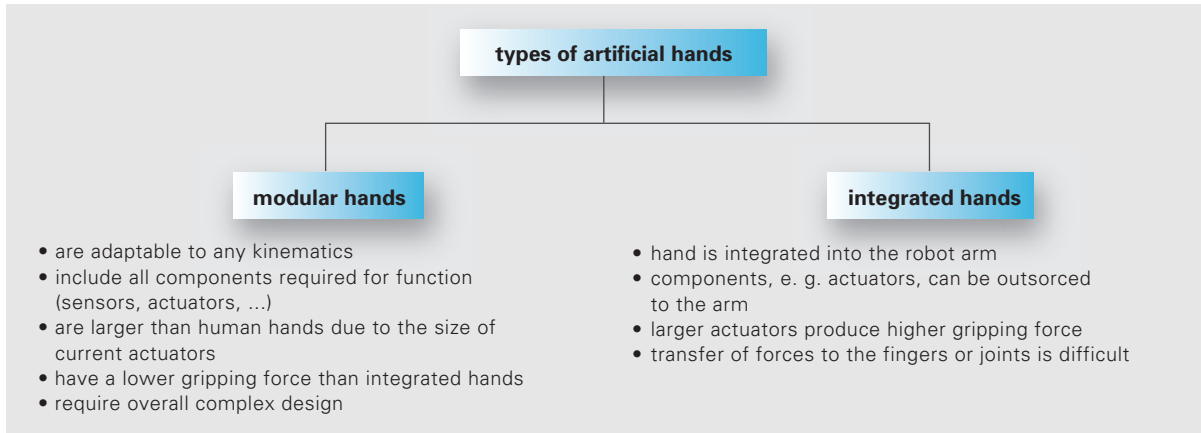 types of artificial hands
modular hands
• are adaptable to any kinematics
• include all components required for function
(sensors, actuators, ...)
• are larger than human hands due to the size of
current actuators
• have a lower gripping force than integrated hands
• require overall complex design
integrated hands
• hand is integrated into the robot arm
• components, e. g. actuators, can be outsorced
to the arm
• larger actuators produce higher gripping force
• transfer of forces to the fingers or joints is difficult